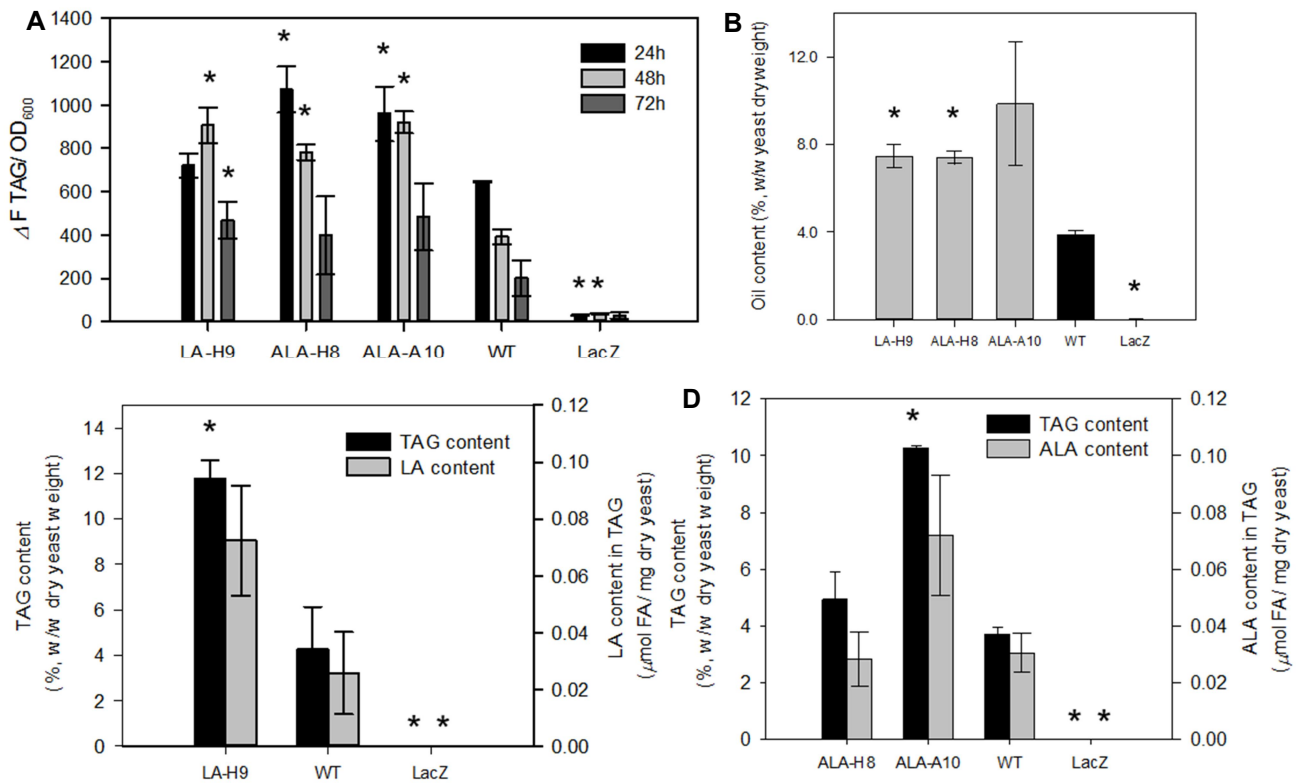 A
1400
1200
1000
800
600
400
200
0
Δ F TAG/ OD600
24h
48h
72h
*
*
*
*
*
*
* *
LA-H9
ALA-H8
ALA-A10
WT
LacZ
B
12.0
8.0
4.0
0.0
Oil content (%, w/w yeast dryweight)
*
*
*
LA-H9
ALA-H8
ALA-A10
WT
LacZ
14
12
10
8
6
4
2
0
TAG content
(%, w/w dry yeast weight)
*
TAG content
LA content
* *
0.12
0.10
0.08
0.06
0.04
0.02
0.00
LA content in TAG
(μmol FA/ mg dry yeast)
LA-H9
WT
LacZ
D
12
10
8
6
4
2
0
TAG content
(%, w/w dry yeast weight)
*
TAG content
ALA content
* *
0.12
0.10
0.08
0.06
0.04
0.02
0.00
ALA content in TAG
(μmol FA/ mg dry yeast)
ALA-H8
ALA-A10
WT
LacZ